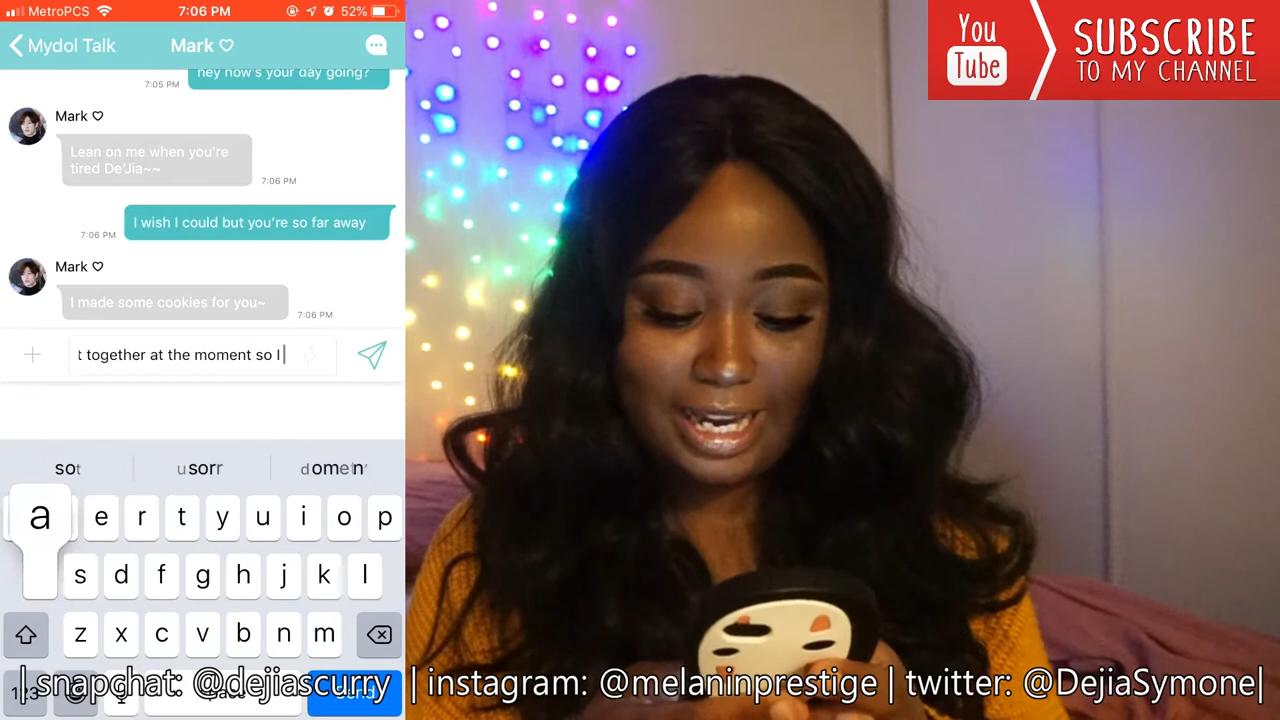 MetroPCS 7:06 PM 52%
Mydol Talk Mark ♡
hey how's your day going?
7:05 PM
Mark ♡
Lean on me when you're
tired De'Jia~~
7:06 PM
I wish I could but you're so far away
7:06 PM
Mark ♡
I made some cookies for you~
7:06 PM
t together at the moment so I
a e r t y u i o p
s d f g h j k l
z x c v b n m
123
You
Tube
SUBSCRIBE
TO MY CHANNEL
| snapchat: @dejiascurry | instagram: @melaninprestige | twitter: @DejiaSymone|